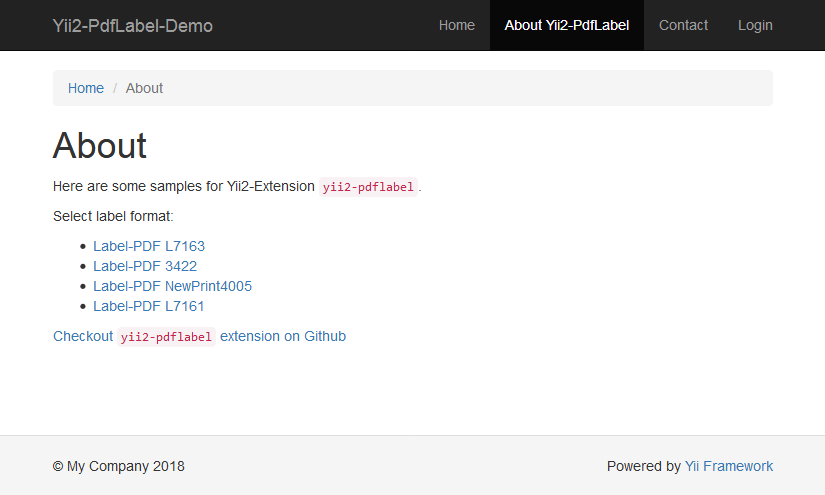 Yii2-PdfLabel-Demo Home About Yii2-PdfLabel Contact Login
Home / About
About
Here are some samples for Yii2-Extension yii2-pdflabel.
Select label format:
• Label-PDF L7163
• Label-PDF 3422
• Label-PDF NewPrint4005
• Label-PDF L7161
Checkout yii2-pdflabel extension on Github
© My Company 2018 Powered by Yii Framework